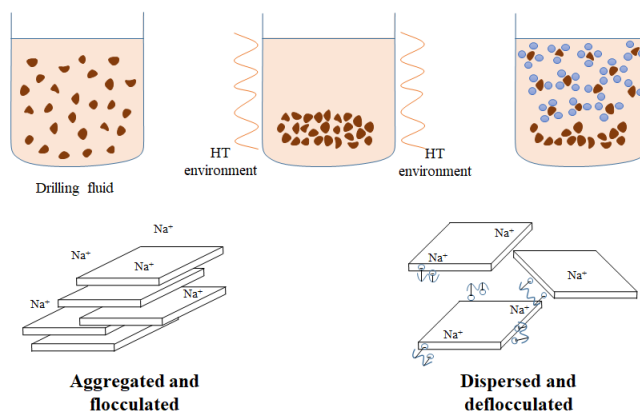 HT
environment
HT
environment
Drilling fluid
Na⁺
Na⁺
Na⁺
Na⁺
Na⁺
Na⁺
Na⁺
Na⁺
Aggregated and
flocculated
Dispersed and
deflocculated